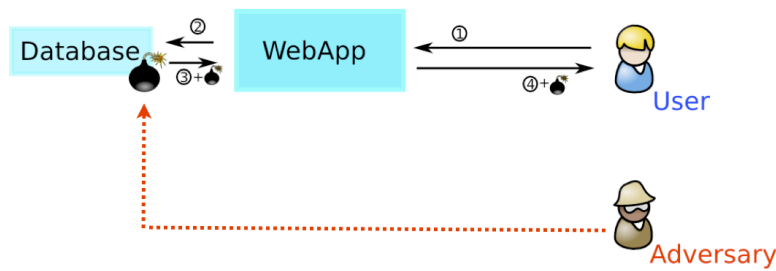 ②
①
Database
WebApp
③+
④+
User
Adversary